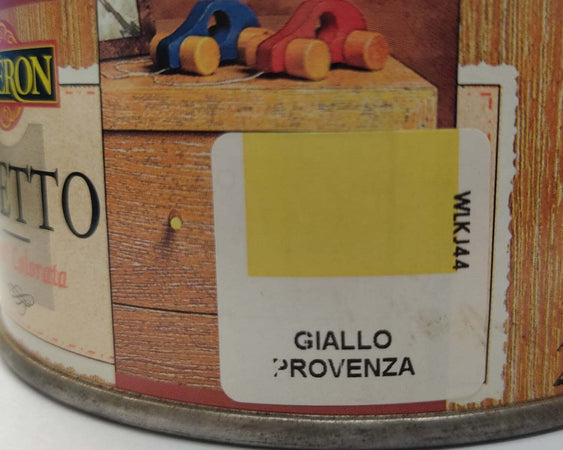 ERON
ETTO
WLKJ44
GIALLO
PROVENZA